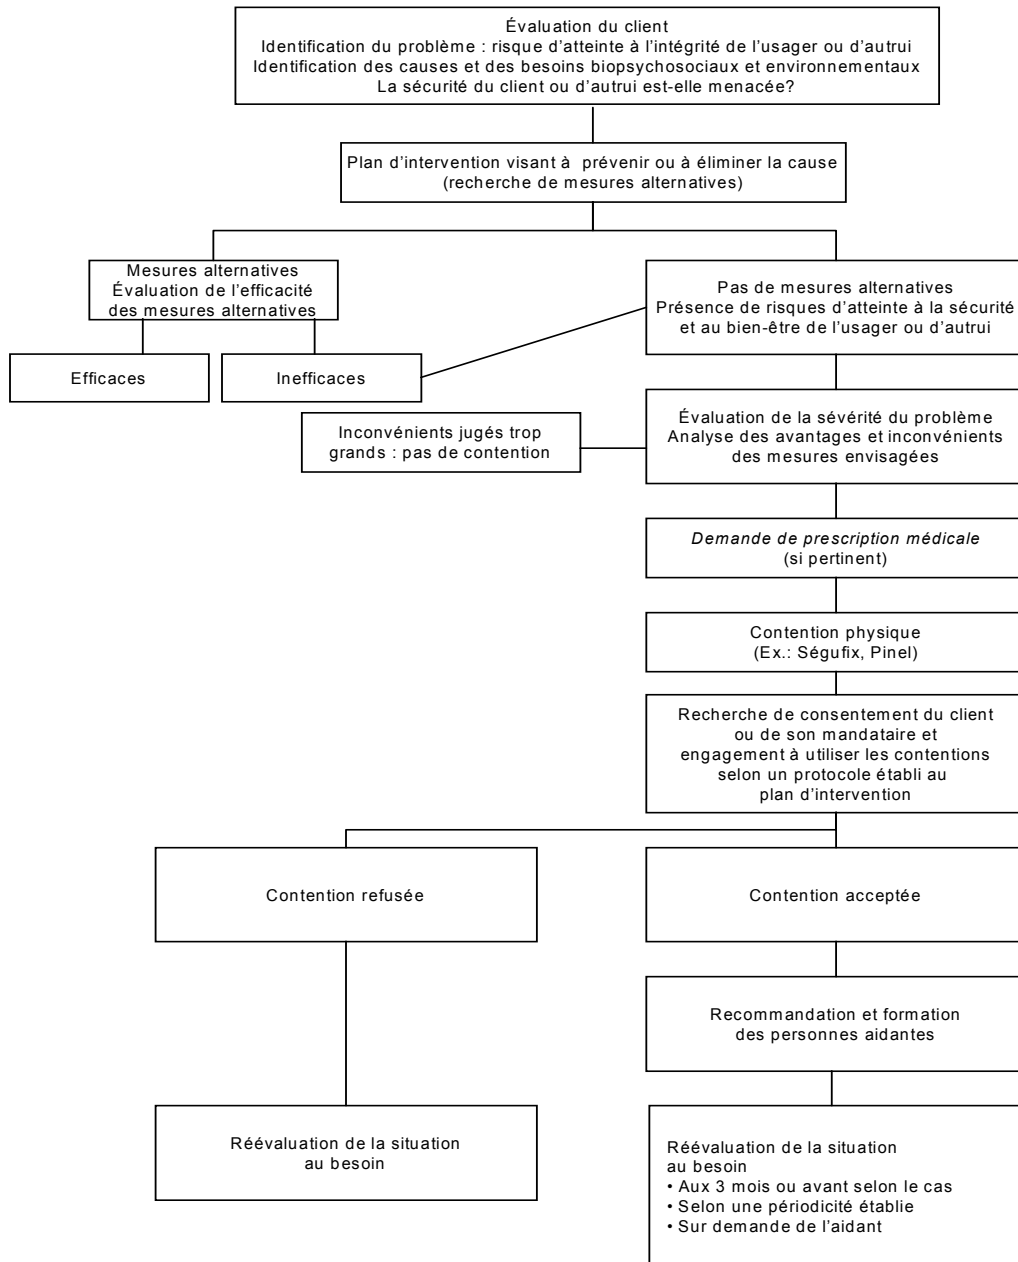 Évaluation du client
Identification du problème : risque d'atteinte à l'intégrité de l'usager ou d'autrui
Identification des causes et des besoins biopsychosociaux et environnementaux
La sécurité du client ou d'autrui est-elle menacée?
Plan d'intervention visant à prévenir ou à éliminer la cause
(recherche de mesures alternatives)
Mesures alternatives
Évaluation de l'efficacité
des mesures alternatives
Pas de mesures alternatives
Présence de risques d'atteinte à la sécurité
et au bien-être de l'usager ou d'autrui
Efficaces
Inefficaces
Inconvénients jugés trop
grands : pas de contention
Évaluation de la sévérité du problème
Analyse des avantages et inconvénients
des mesures envisagées
Demande de prescription médicale
(si pertinent)
Contention physique
(Ex.: Ségufix, Pinel)
Recherche de consentement du client
ou de son mandataire et
engagement à utiliser les contentions
selon un protocole établi au
plan d'intervention
Contention refusée
Contention acceptée
Recommandation et formation
des personnes aidantes
Réévaluation de la situation
au besoin
Réévaluation de la situation
au besoin
• Aux 3 mois ou avant selon le cas
• Selon une périodicité établie
• Sur demande de l'aidant